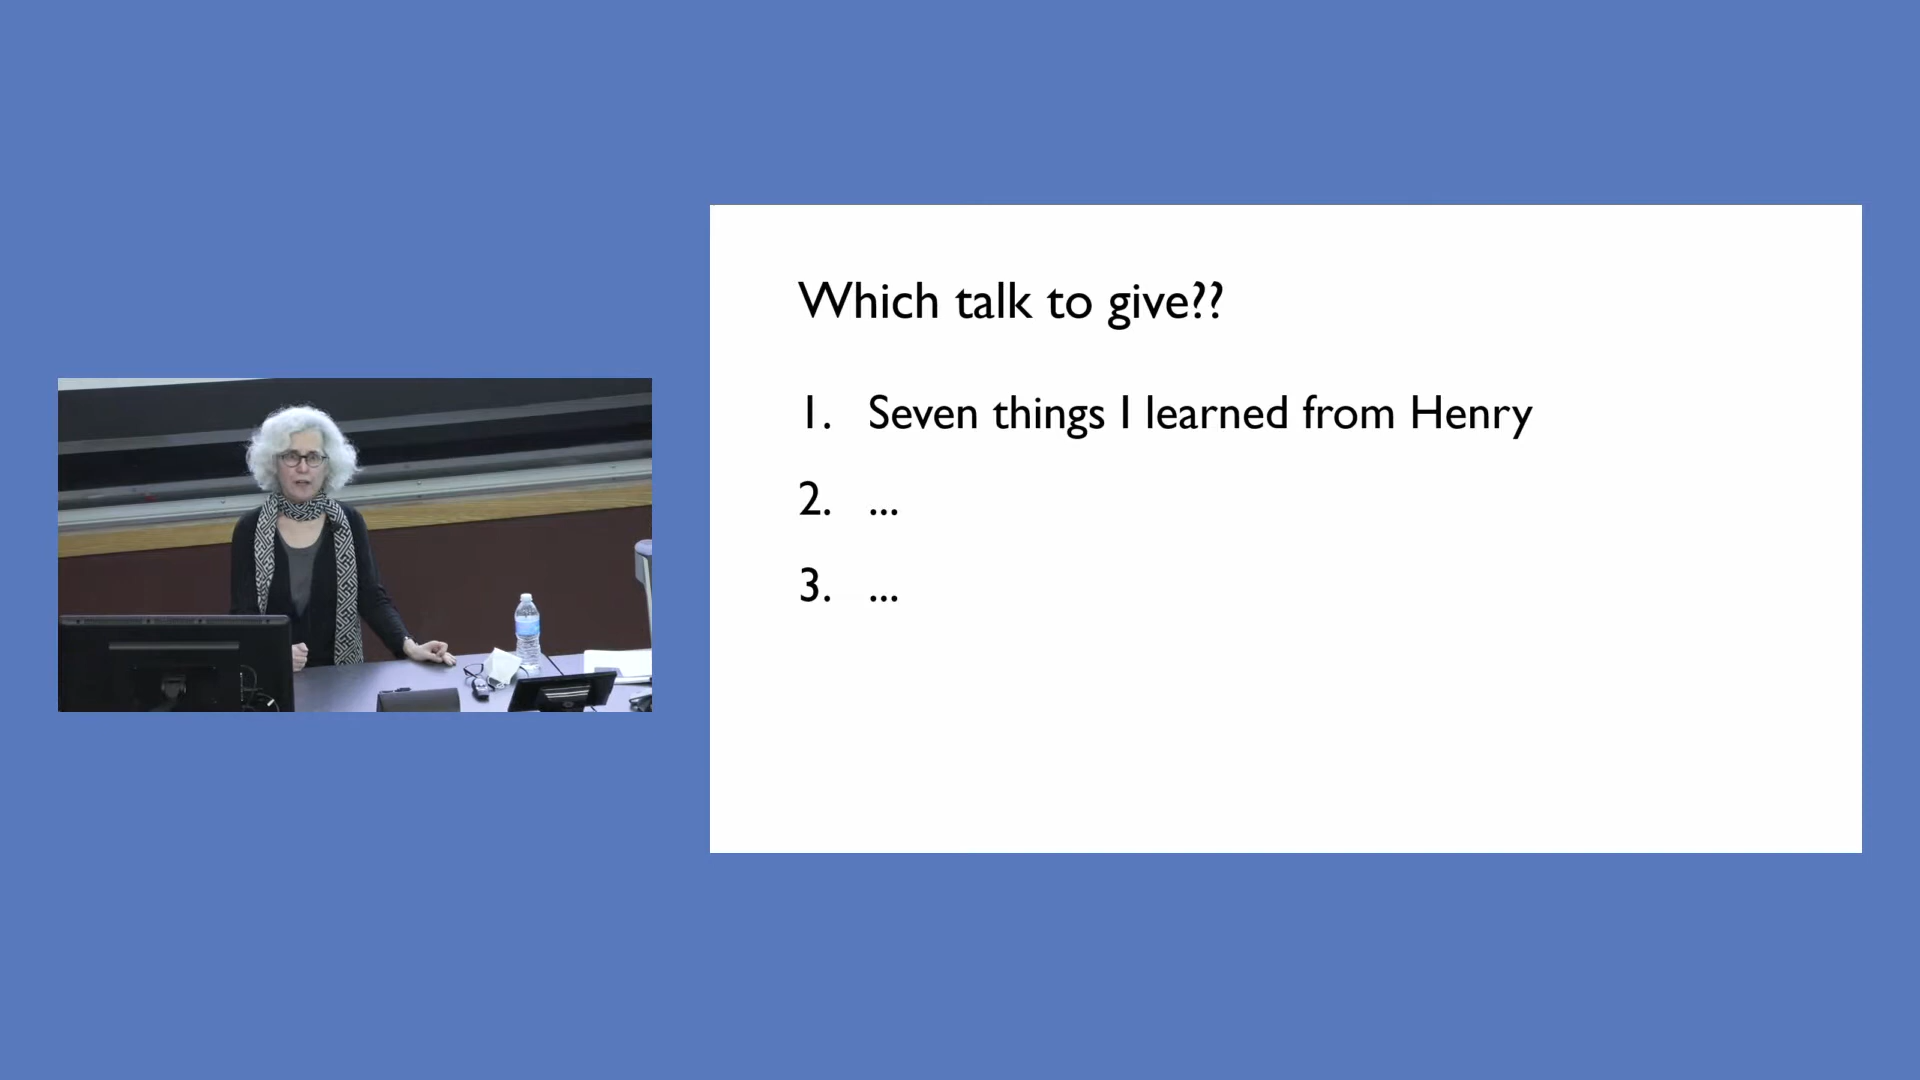 Which talk to give??
1. Seven things I learned from Henry
2. ...
3. ...